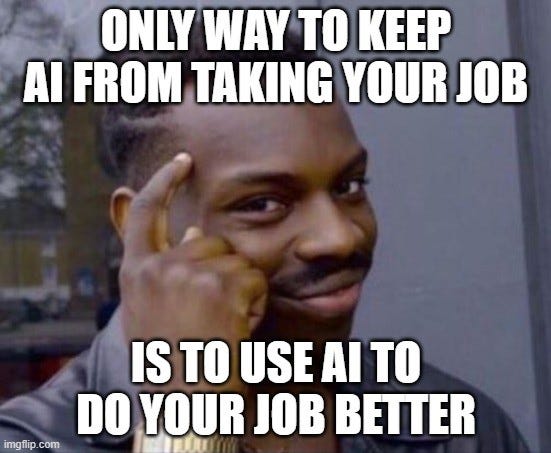 ONLY WAY TO KEEP
AI FROM TAKING YOUR JOB
IS TO USE AI TO
DO YOUR JOB BETTER
imgflip.com